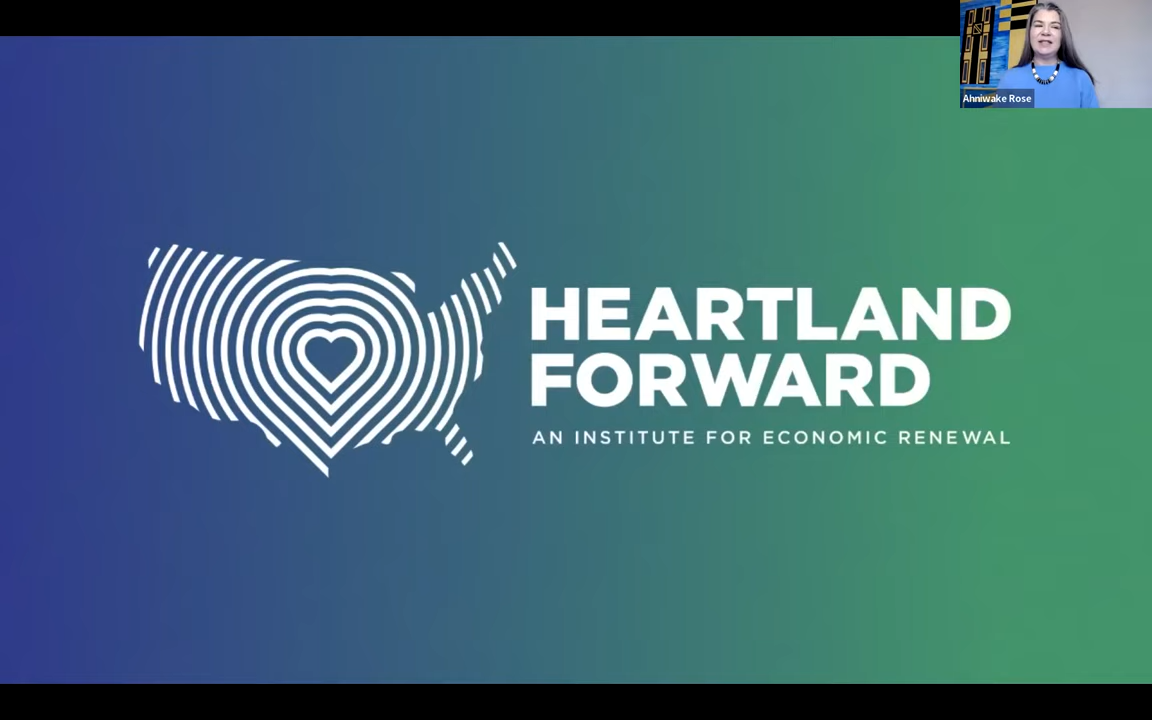 Ahniwake Rose
HEARTLAND
FORWARD
AN INSTITUTE FOR ECONOMIC RENEWAL